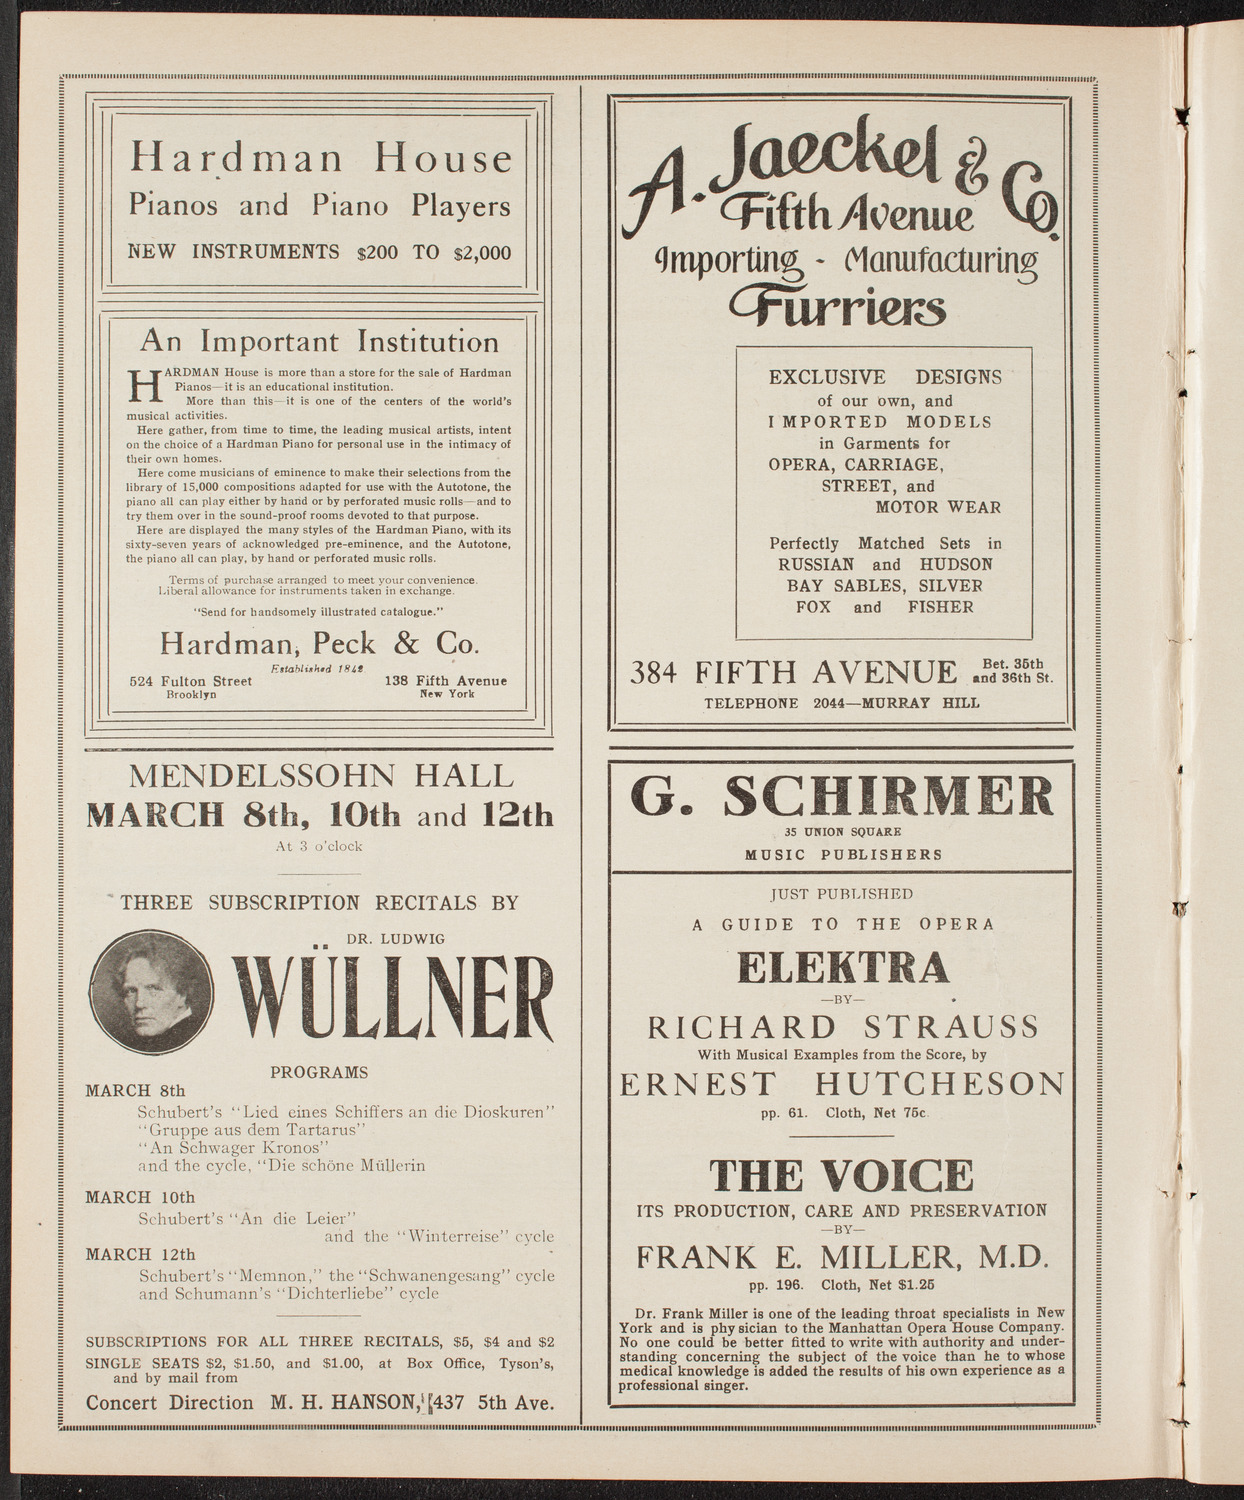 Hardman House
Pianos and Piano Players
NEW INSTRUMENTS $200 TO $2,000
An Important Institution
HARDMAN House is more than a store for the sale of Hardman
Pianos—it is an educational institution.
More than this—it is one of the centers of the world's
musical activities.
Here gather, from time to time, the leading musical artists, intent
on the choice of a Hardman Piano for personal use in the intimacy of
their own homes.
Here come musicians of eminence to make their selections from the
library of 15,000 compositions adapted for use with the Autotone, the
piano all can play either by hand or by perforated music rolls—and to
try them over in the sound-proof rooms devoted to that purpose.
Here are displayed the many styles of the Hardman Piano, with its
sixty-seven years of acknowledged pre-eminence, and the Autotone,
the piano all can play, by hand or perforated music rolls.
Terms of purchase arranged to meet your convenience.
Liberal allowance for instruments taken in exchange.
"Send for handsomely illustrated catalogue."
Hardman, Peck & Co.
Established 1842
524 Fulton Street 138 Fifth Avenue
Brooklyn New York
MENDELSSOHN HALL
MARCH 8th, 10th and 12th
At 3 o'clock
THREE SUBSCRIPTION RECITALS BY
DR. LUDWIG
WÜLLNER
PROGRAMS
MARCH 8th
Schubert's "Lied eines Schiffers an die Dioskuren"
"Gruppe aus dem Tartarus"
"An Schwager Kronos"
and the cycle, "Die schöne Müllerin
MARCH 10th
Schubert's "An die Leier"
and the "Winterreise" cycle
MARCH 12th
Schubert's "Memnon," the "Schwanengesang" cycle
and Schumann's "Dichterliebe" cycle
SUBSCRIPTIONS FOR ALL THREE RECITALS, $5, $4 and $2
SINGLE SEATS $2, $1.50, and $1.00, at Box Office, Tyson's,
and by mail from
Concert Direction M. H. HANSON, 437 5th Ave.
A. Jaeckel & Co.
Fifth Avenue
Importing - Manufacturing
Furriers
EXCLUSIVE DESIGNS
of our own, and
IMPORTED MODELS
in Garments for
OPERA, CARRIAGE,
STREET, and
MOTOR WEAR
Perfectly Matched Sets in
RUSSIAN and HUDSON
BAY SABLES, SILVER
FOX and FISHER
384 FIFTH AVENUE Bet. 35th
and 36th St.
TELEPHONE 2044—MURRAY HILL
G. SCHIRMER
35 UNION SQUARE
MUSIC PUBLISHERS
JUST PUBLISHED
A GUIDE TO THE OPERA
ELEKTRA
—BY—
RICHARD STRAUSS
With Musical Examples from the Score, by
ERNEST HUTCHESON
pp. 61. Cloth, Net 75c.
THE VOICE
ITS PRODUCTION, CARE AND PRESERVATION
—BY—
FRANK E. MILLER, M.D.
pp. 196. Cloth, Net $1.25
Dr. Frank Miller is one of the leading throat specialists in New
York and is physician to the Manhattan Opera House Company.
No one could be better fitted to write with authority and under-
standing concerning the subject of the voice than he to whose
medical knowledge is added the results of his own experience as a
professional singer.